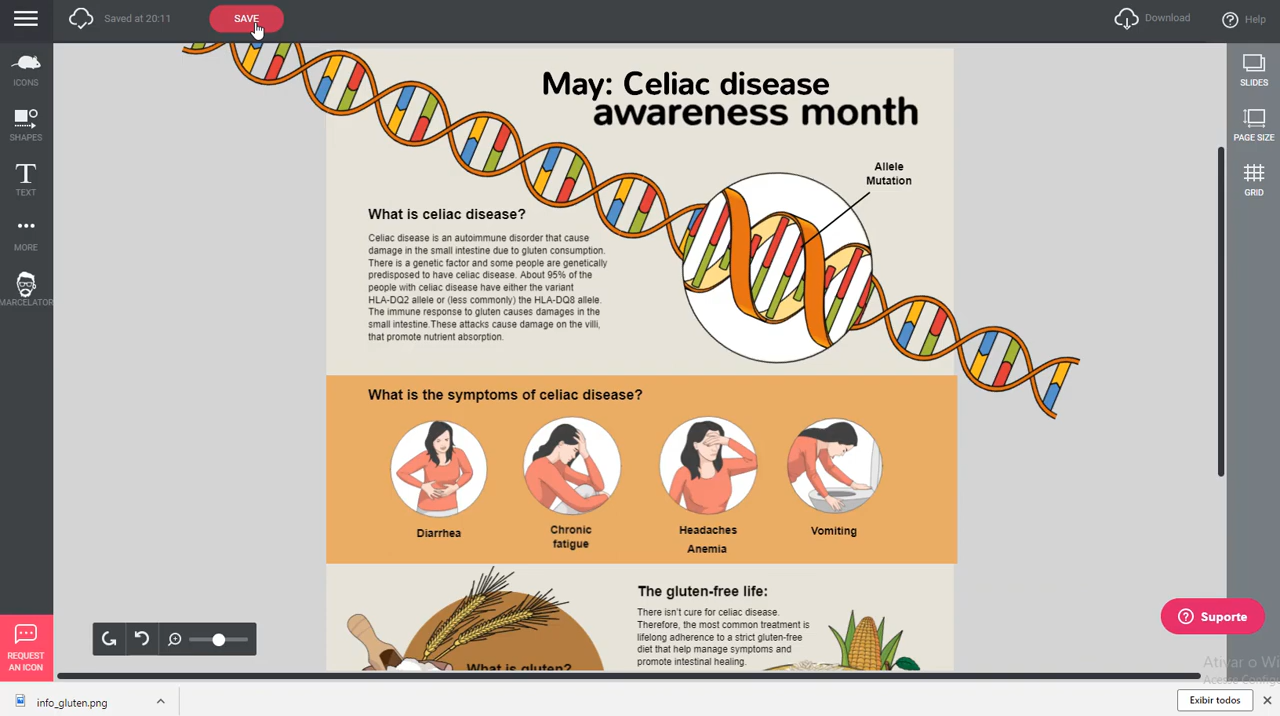 Saved at 20:11
SAVE
Download
Help
ICONS
SHAPES
TEXT
MORE
MARCELATOR
REQUEST
AN ICON
SLIDES
PAGE SIZE
GRID
May: Celiac disease
awareness month
Allele
Mutation
What is celiac disease?
Celiac disease is an autoimmune disorder that cause
damage in the small intestine due to gluten consumption.
There is a genetic factor and some people are genetically
predisposed to have celiac disease. About 95% of the
people with celiac disease have either the variant
HLA-DQ2 allele or (less commonly) the HLA-DQ8 allele.
The immune response to gluten causes damages in the
small intestine.These attacks cause damage on the villi,
that promote nutrient absorption.
What is the symptoms of celiac disease?
Diarrhea
Chronic
fatigue
Headaches
Anemia
Vomiting
What is gluten?
The gluten-free life:
There isn't cure for celiac disease.
Therefore, the most common treatment is
lifelong adherence to a strict gluten-free
diet that help manage symptoms and
promote intestinal healing.
Suporte
Ativar o Wi
Acesse Config
info_gluten.png
Exibir todos